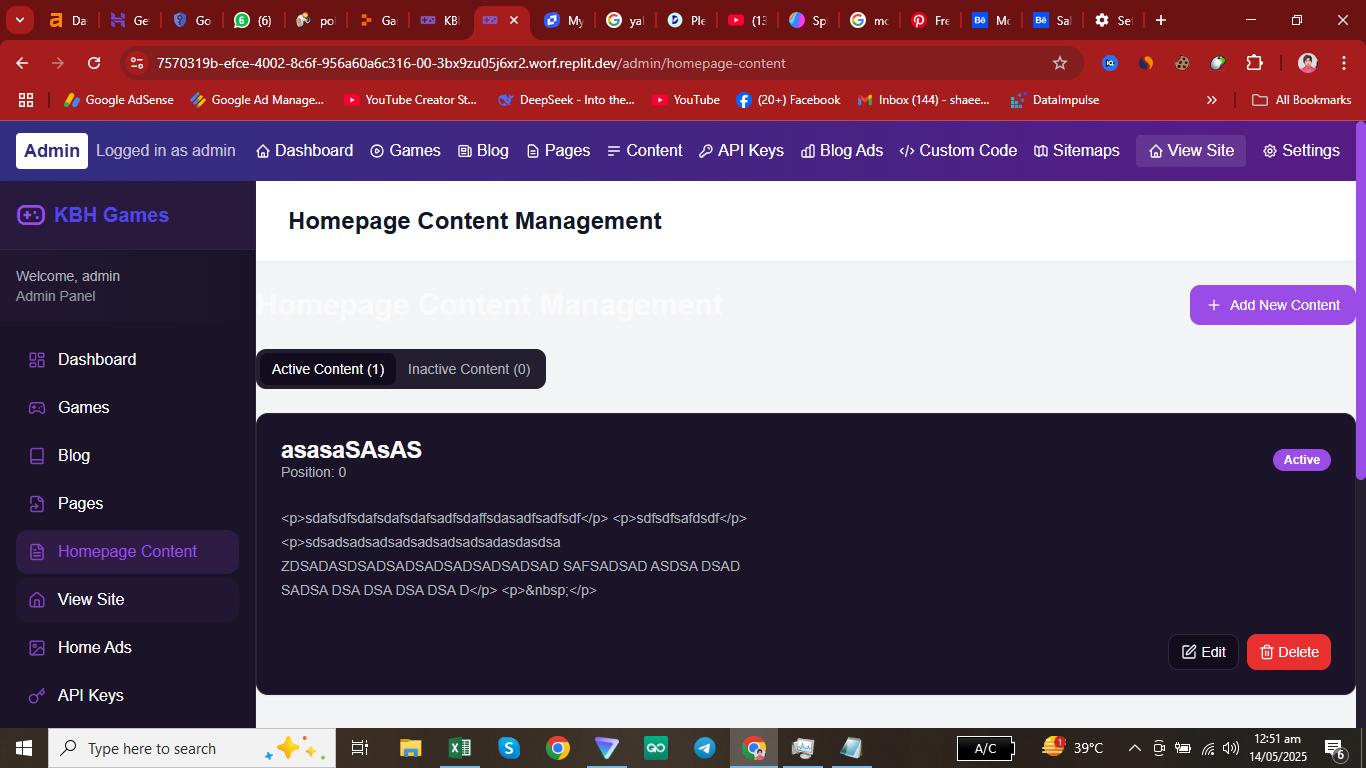 Da
Ge
Go
(6)
po
Ga
KB
My
yal
Ple
(13
Spl
mc
Fre
Mo
Sal
Se
7570319b-efce-4002-8c6f-956a60a6c316-00-3bx9zu05j6xr2.worf.replit.dev/admin/homepage-content
Google AdSense
Google Ad Manage...
YouTube Creator St...
DeepSeek - Into the...
YouTube
(20+) Facebook
Inbox (144) - shaee...
DataImpulse
All Bookmarks
Admin Logged in as admin Dashboard Games Blog Pages Content API Keys Blog Ads Custom Code Sitemaps View Site Settings
KBH Games
Welcome, admin
Admin Panel
Dashboard
Games
Blog
Pages
Homepage Content
View Site
Home Ads
API Keys
Homepage Content Management
Homepage Content Management
Add New Content
Active Content (1) Inactive Content (0)
asasaSAsAS
Position: 0
Active
<p>sdafsdfsdafsdafsdafsadfsdaffsdasadfsadfsdf</p> <p>sdfsdfsafdsdf</p>
<p>sdsadsadsadsadsadsadsadsadasdasdsa
ZDSADASDSADSADSADSADSADSADSAD SAFSADSAD ASDSA DSAD
SADSA DSA DSA DSA DSA D</p> <p>&nbsp;</p>
Edit
Delete
Type here to search
A/C
1
39°C
12:51 am
14/05/2025
6